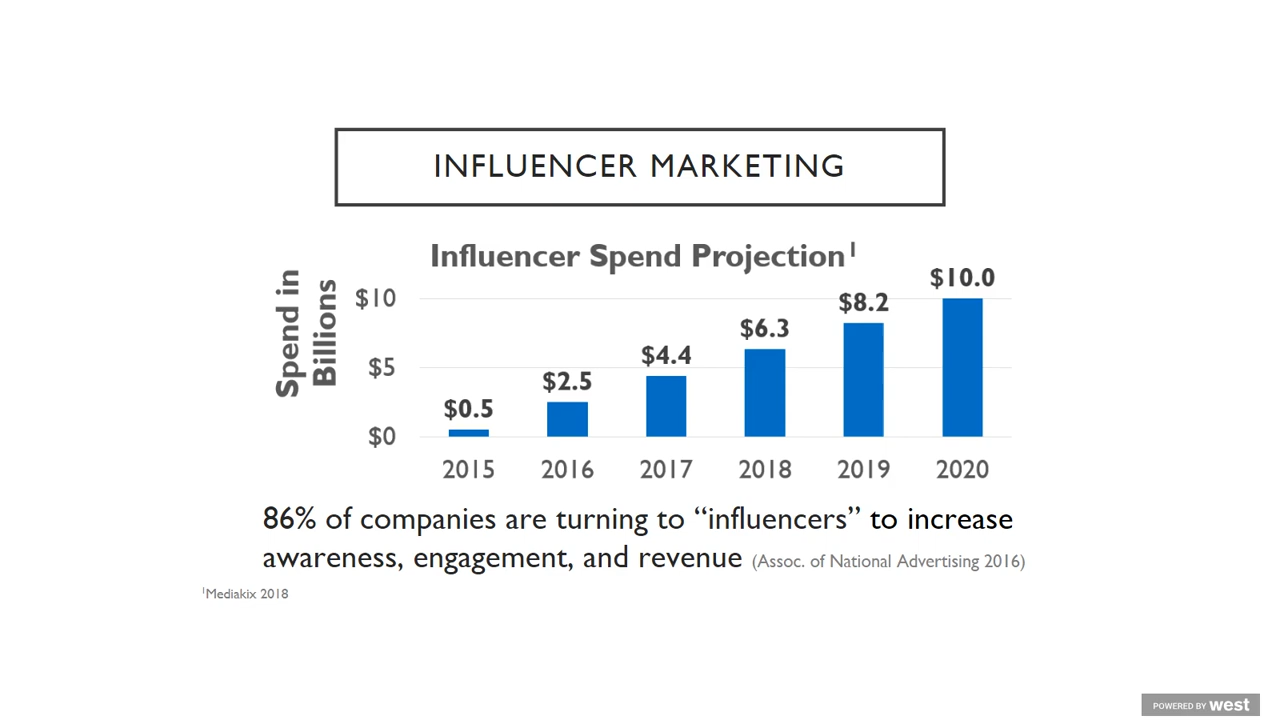 INFLUENCER MARKETING
Influencer Spend Projection¹
Spend in
Billions
$10
$5
$0
$0.5
$2.5
$4.4
$6.3
$8.2
$10.0
2015 2016 2017 2018 2019 2020
86% of companies are turning to “influencers” to increase
awareness, engagement, and revenue (Assoc. of National Advertising 2016)
¹Mediakix 2018
POWERED BY west